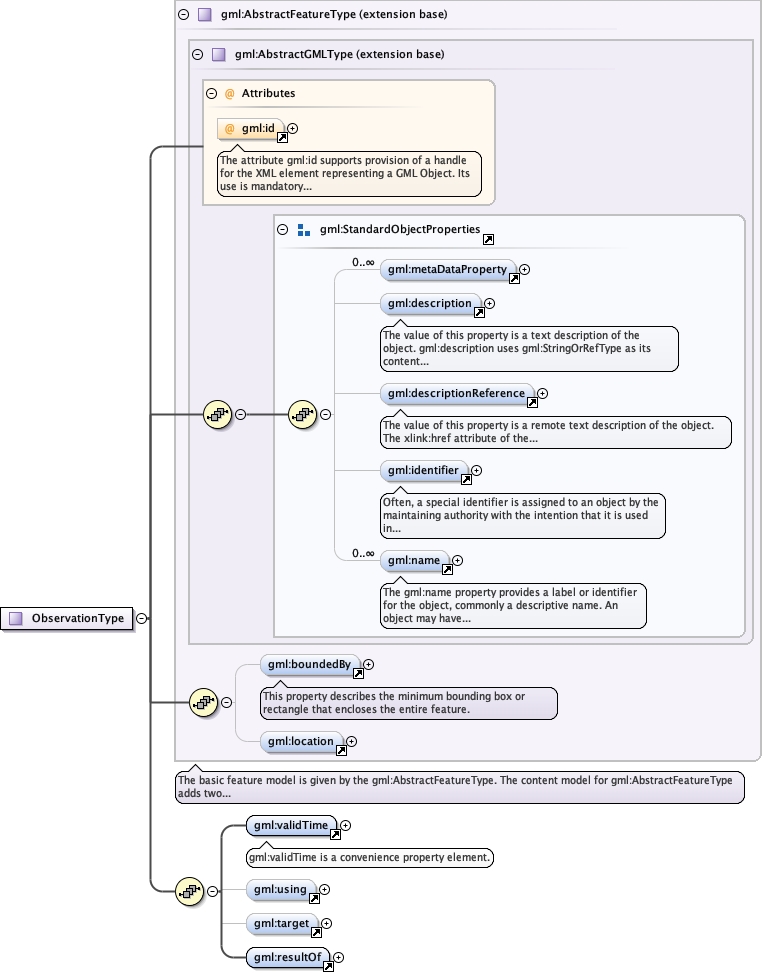 gml:AbstractFeatureType (extension base)
gml:AbstractGMLType (extension base)
@ Attributes
@ gml:id
The attribute gml:id supports provision of a handle
for the XML element representing a GML Object. Its
use is mandatory...
gml:StandardObjectProperties
0..∞
gml:metaDataProperty
gml:description
The value of this property is a text description of the
object. gml:description uses gml:StringOrRefType as its
content...
gml:descriptionReference
The value of this property is a remote text description of the object.
The xlink:href attribute of the...
gml:identifier
Often, a special identifier is assigned to an object by the
maintaining authority with the intention that it is used
in...
0..∞
gml:name
The gml:name property provides a label or identifier
for the object, commonly a descriptive name. An
object may have...
ObservationType
gml:boundedBy
This property describes the minimum bounding box or
rectangle that encloses the entire feature.
gml:location
The basic feature model is given by the gml:AbstractFeatureType. The content model for gml:AbstractFeatureType
adds two...
gml:validTime
gml:validTime is a convenience property element.
gml:using
gml:target
gml:resultOf